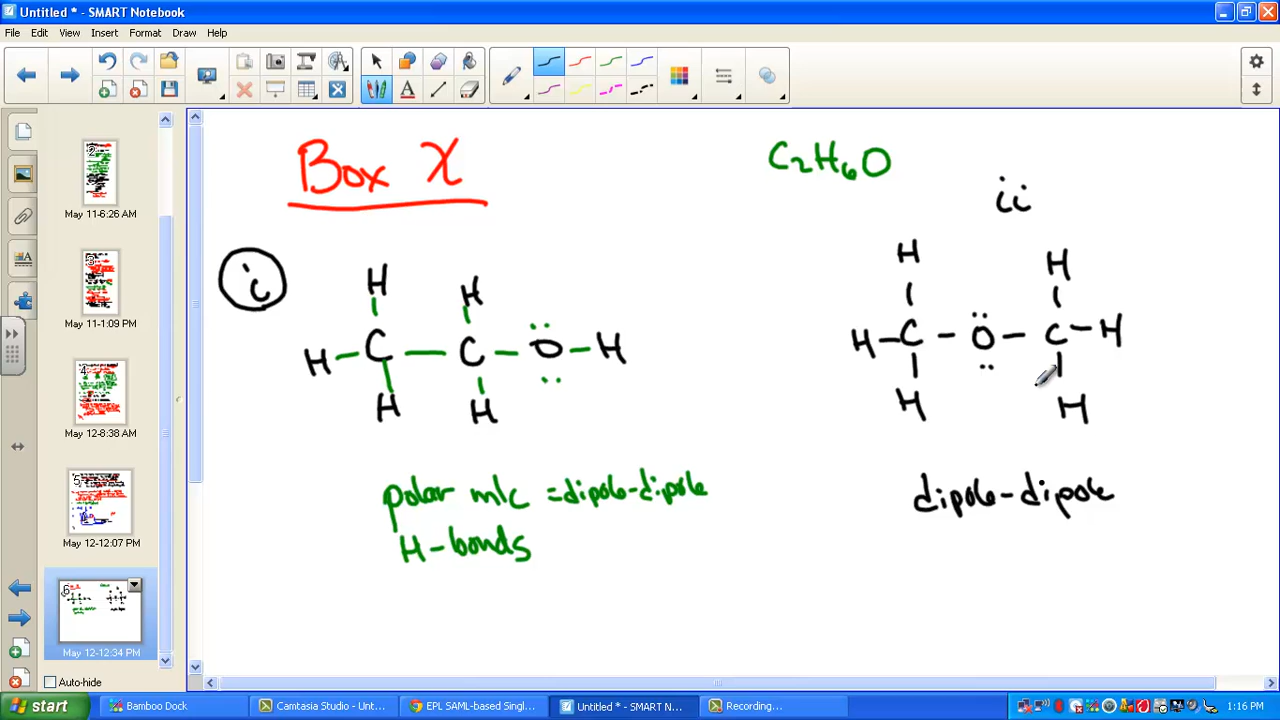 Untitled * - SMART Notebook
File Edit View Insert Format Draw Help
May 11-6:26 AM
May 11-1:09 PM
May 12-8:38 AM
May 12-12:07 PM
May 12-12:34 PM
Auto-hide
Box X
C2H6O
i
ii
H H
H C C O H
H H
H H
H C O C H
H H
polar m/c = dipole-dipole
H-bonds
dipole-dipole
start
Bamboo Dock
Camtasia Studio - Unt...
EPL SAML-based Singl...
Untitled * - SMART N...
Recording...
1:16 PM